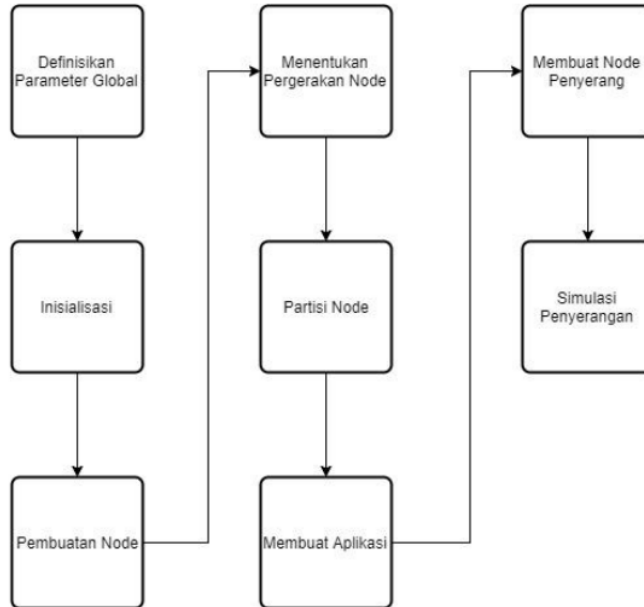 Definisikan
Parameter Global
Inisialisasi
Pembuatan Node
Menentukan
Pergerakan Node
Partisi Node
Membuat Aplikasi
Membuat Node
Penyerang
Simulasi
Penyerangan